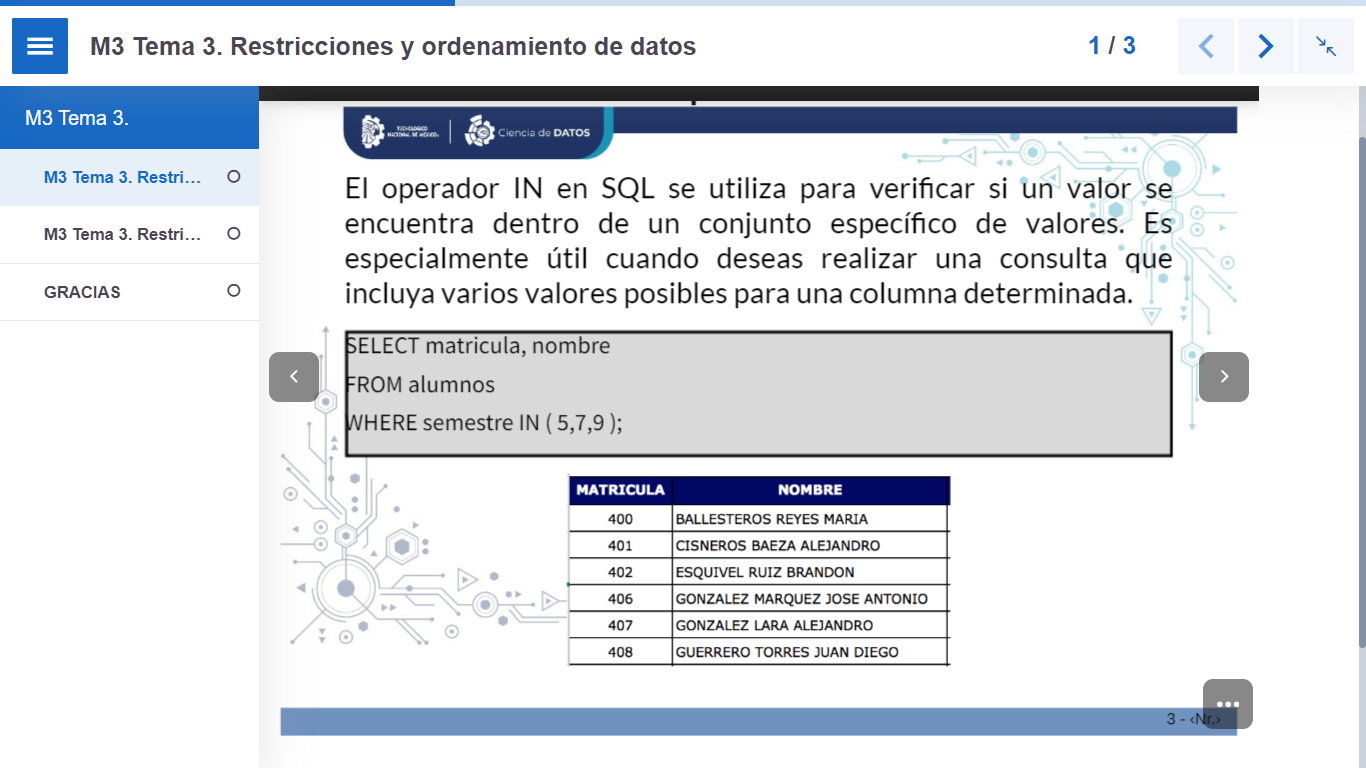 M3 Tema 3. Restricciones y ordenamiento de datos
1 / 3
M3 Tema 3.
M3 Tema 3. Restri...
M3 Tema 3. Restri...
GRACIAS
TECNOLÓGICO
NACIONAL DE MÉXICO.
Ciencia de DATOS
El operador IN en SQL se utiliza para verificar si un valor se
encuentra dentro de un conjunto específico de valores. Es
especialmente útil cuando deseas realizar una consulta que
incluya varios valores posibles para una columna determinada.
SELECT matricula, nombre
FROM alumnos
WHERE semestre IN ( 5,7,9 );
MATRICULA NOMBRE
400 BALLESTEROS REYES MARIA
401 CISNEROS BAEZA ALEJANDRO
402 ESQUIVEL RUIZ BRANDON
406 GONZALEZ MARQUEZ JOSE ANTONIO
407 GONZALEZ LARA ALEJANDRO
408 GUERRERO TORRES JUAN DIEGO
3 - ‹Nr.›